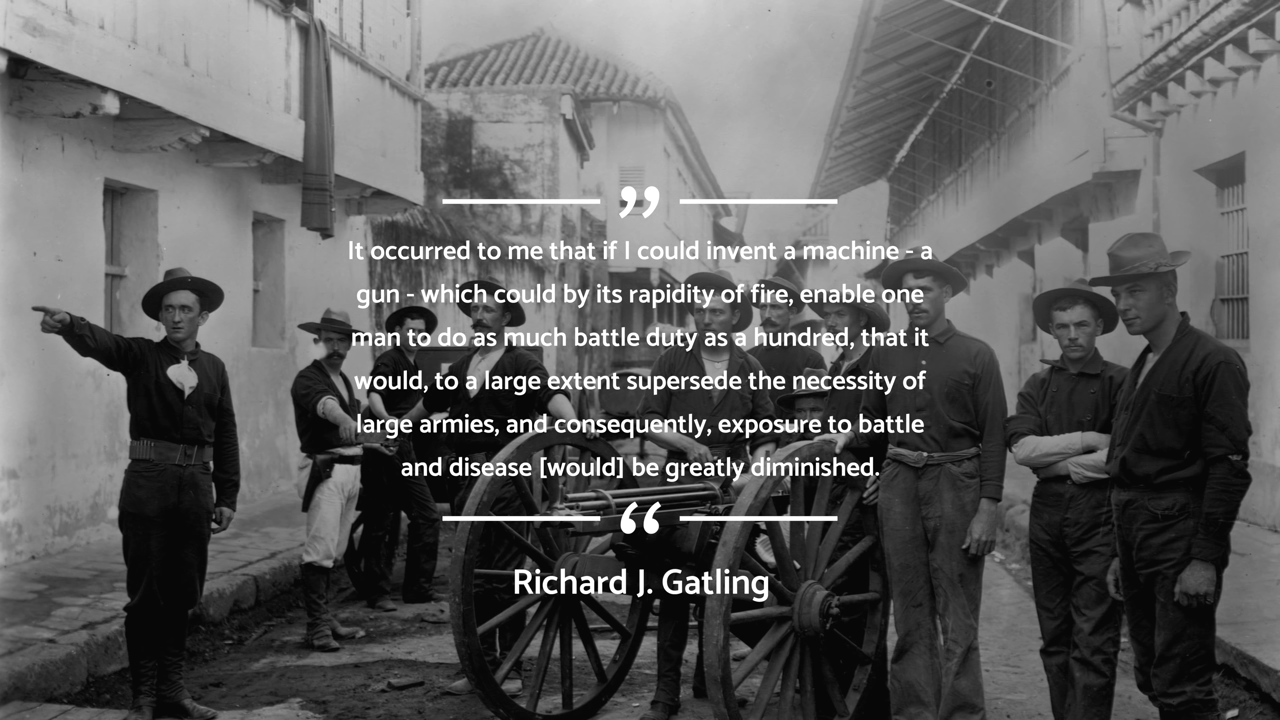 ”
It occurred to me that if I could invent a machine - a
gun - which could by its rapidity of fire, enable one
man to do as much battle duty as a hundred, that it
would, to a large extent supersede the necessity of
large armies, and consequently, exposure to battle
and disease [would] be greatly diminished.
“
Richard J. Gatling